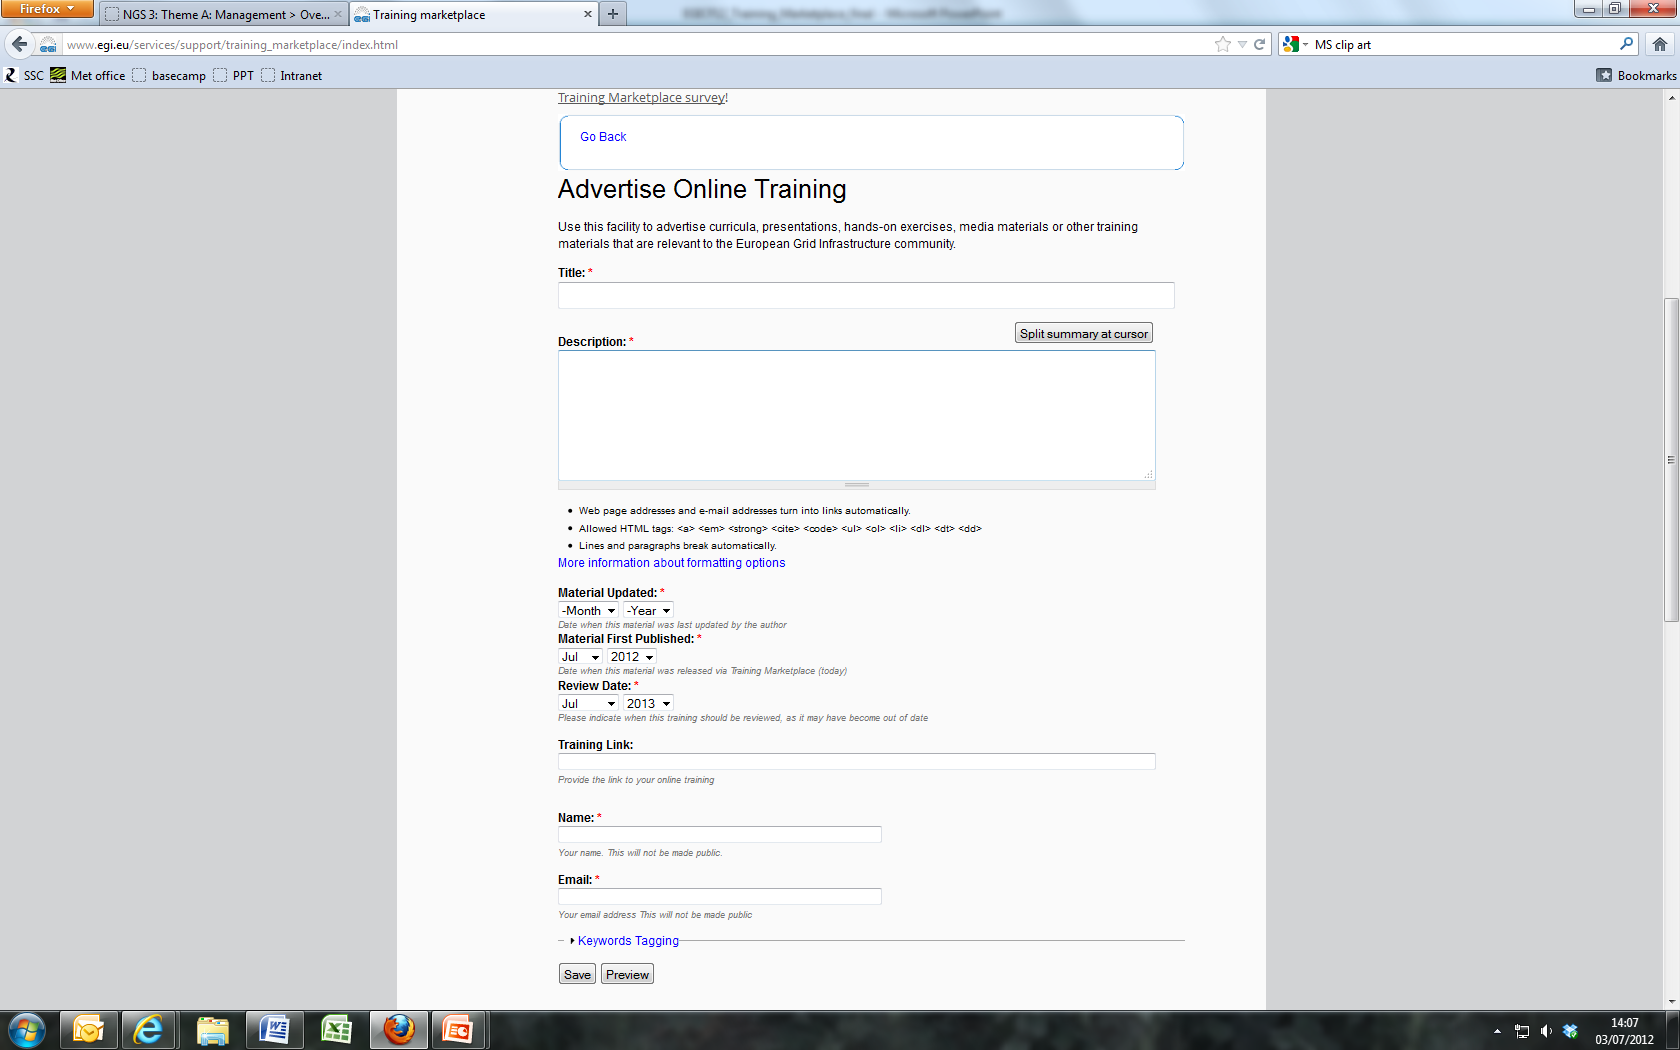 Firefox
NGS 3: Theme A: Management > Ove...
Training marketplace
www.egi.eu/services/support/training_marketplace/index.html
MS clip art
SSC
Met office
basecamp
PPT
Intranet
Bookmarks
Training Marketplace survey!
Go Back
Advertise Online Training
Use this facility to advertise curricula, presentations, hands-on exercises, media materials or other training
materials that are relevant to the European Grid Infrastructure community.
Title: *
Split summary at cursor
Description: *
• Web page addresses and e-mail addresses turn into links automatically.
• Allowed HTML tags: <a> <em> <strong> <cite> <code> <ul> <ol> <li> <dl> <dt> <dd>
• Lines and paragraphs break automatically.
More information about formatting options
Material Updated: *
-Month -Year
Date when this material was last updated by the author
Material First Published: *
Jul 2012
Date when this material was released via Training Marketplace (today)
Review Date: *
Jul 2013
Please indicate when this training should be reviewed, as it may have become out of date
Training Link:
Provide the link to your online training
Name: *
Your name. This will not be made public.
Email: *
Your email address This will not be made public
Keywords Tagging
Save Preview
14:07
03/07/2012